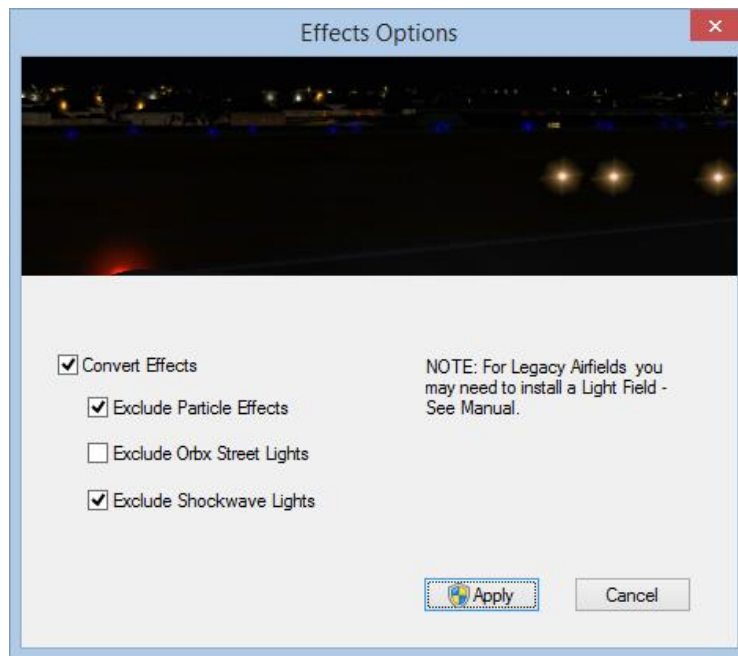 Effects Options
Convert Effects
Exclude Particle Effects
Exclude Orbx Street Lights
Exclude Shockwave Lights
NOTE: For Legacy Airfields you
may need to install a Light Field -
See Manual.
Apply
Cancel